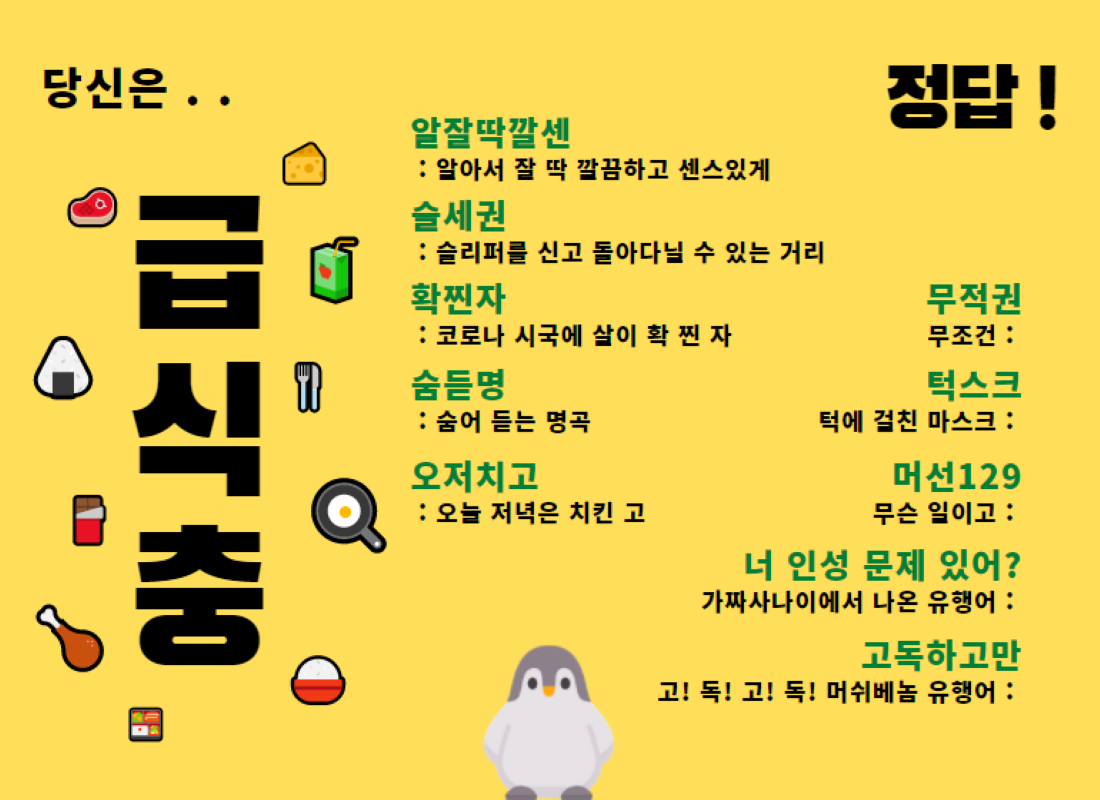 당신은 . .
급
식
충
정답 !
알잘딱깔센
: 알아서 잘 딱 깔끔하고 센스있게
슬세권
: 슬리퍼를 신고 돌아다닐 수 있는 거리
확찐자
: 코로나 시국에 살이 확 찐 자
숨듣명
: 숨어 듣는 명곡
오저치고
: 오늘 저녁은 치킨 고
무적권
무조건 :
턱스크
턱에 걸친 마스크 :
머선129
무슨 일이고 :
너 인성 문제 있어?
가짜사나이에서 나온 유행어 :
고독하고만
고! 독! 고! 독! 머쉬베놈 유행어 :